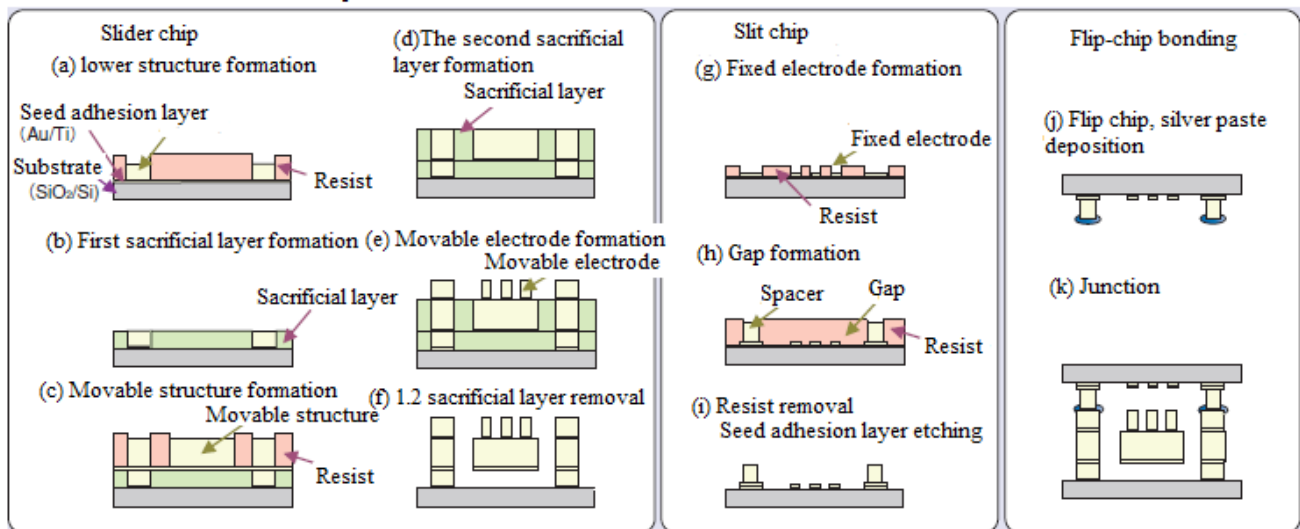 Slider chip
(a) lower structure formation
Seed adhesion layer
(Au/Ti)
Substrate
(SiO₂/Si)
Resist
(b) First sacrificial layer formation
Sacrificial layer
(c) Movable structure formation
Movable structure
Resist
(d)The second sacrificial
layer formation
Sacrificial layer
(e) Movable electrode formation
Movable electrode
(f) 1.2 sacrificial layer removal
Slit chip
(g) Fixed electrode formation
Fixed electrode
Resist
(h) Gap formation
Spacer
Gap
Resist
(i) Resist removal
Seed adhesion layer etching
Flip-chip bonding
(j) Flip chip, silver paste
deposition
(k) Junction